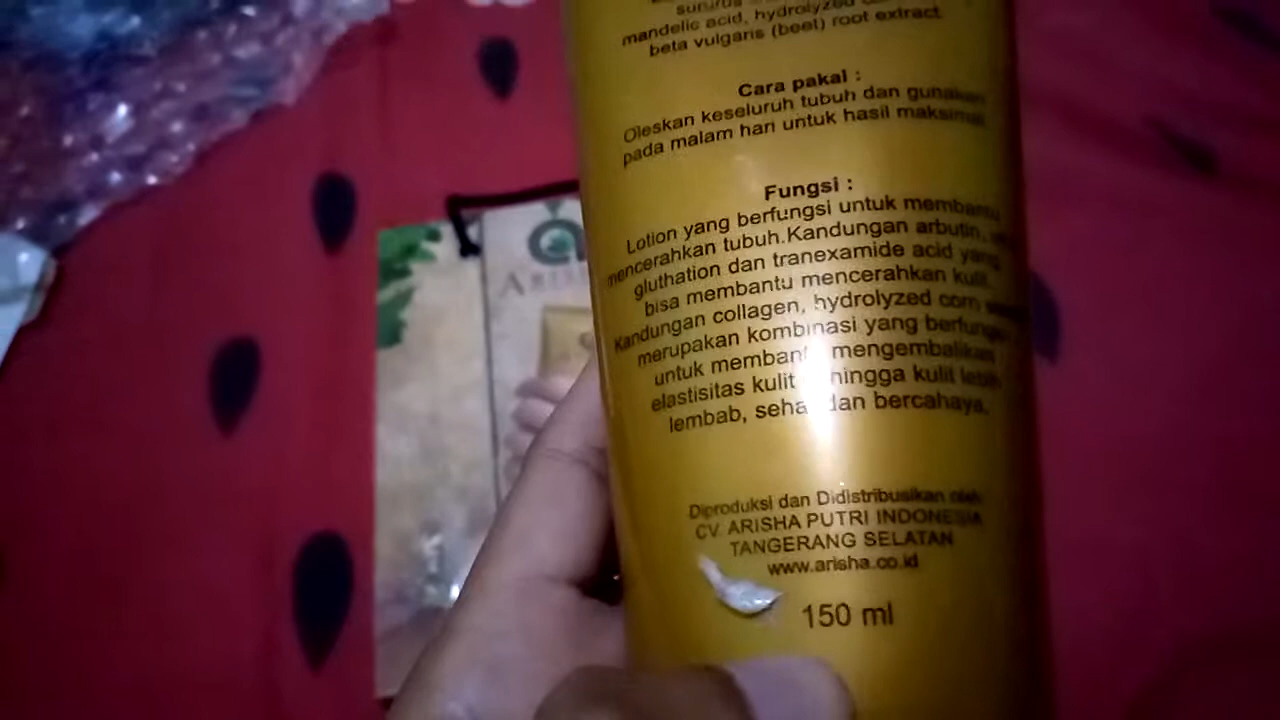 mandelic acid, hydrolyzed
beta vulgaris (beet) root extract
Cara pakai :
Oleskan keseluruh tubuh dan gunakan
pada malam hari untuk hasil maksimal
Fungsi :
Lotion yang berfungsi untuk membantu
mencerahkan tubuh.Kandungan arbutin,
gluthation dan tranexamide acid yang
bisa membantu mencerahkan kulit.
Kandungan collagen, hydrolyzed corn
merupakan kombinasi yang berfungsi
untuk membantu mengembalikan
elastisitas kulit sehingga kulit lebih
lembab, sehat dan bercahaya.
Diproduksi dan Didistribusikan oleh
CV. ARISHA PUTRI INDONESIA
TANGERANG SELATAN
www.arisha.co.id
150 ml